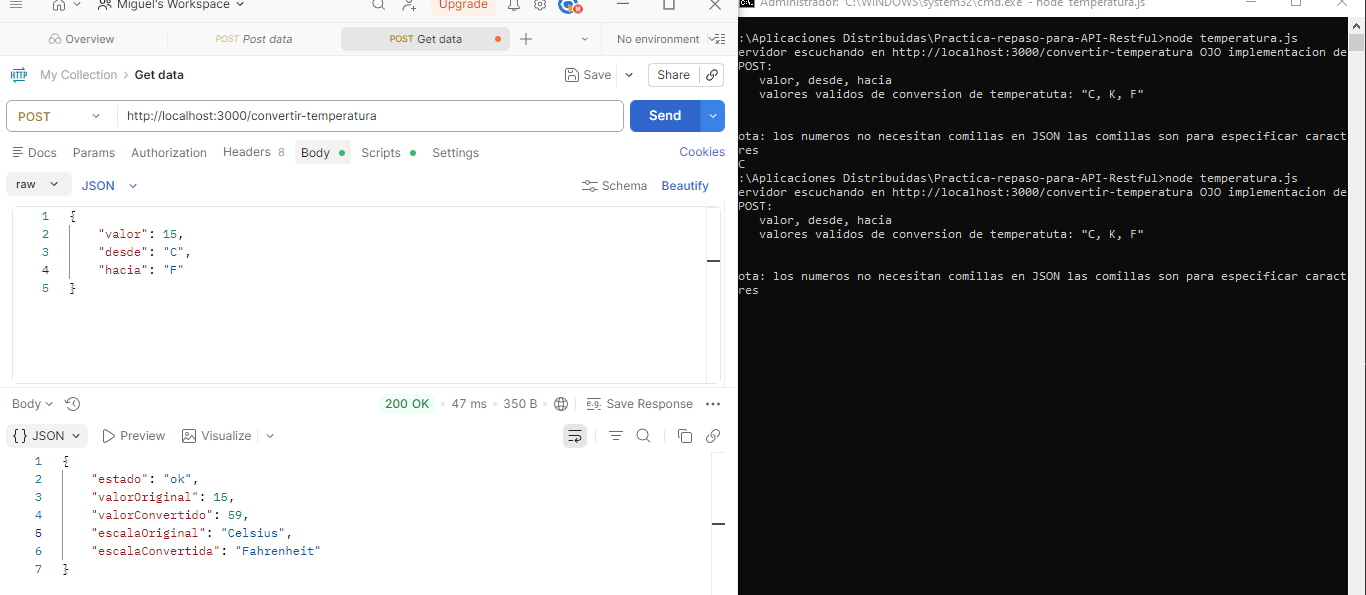 Miguel's Workspace
Upgrade
Overview
POST Post data
POST Get data
No environment
HTTP My Collection > Get data
Save
Share
POST
http://localhost:3000/convertir-temperatura
Send
Docs Params Authorization Headers 8 Body Scripts Settings
Cookies
raw JSON
Schema Beautify
1 {
2 "valor": 15,
3 "desde": "C",
4 "hacia": "F"
5 }
Body
200 OK • 47 ms • 350 B
e.g. Save Response
{} JSON Preview Visualize
1 {
2 "estado": "ok",
3 "valorOriginal": 15,
4 "valorConvertido": 59,
5 "escalaOriginal": "Celsius",
6 "escalaConvertida": "Fahrenheit"
7 }
Administrador: C:\WINDOWS\system32\cmd.exe - node temperatura.js
:\Aplicaciones Distribuidas\Practica-repaso-para-API-Restful>node temperatura.js
ervidor escuchando en http://localhost:3000/convertir-temperatura OJO implementacion de
POST:
valor, desde, hacia
valores validos de conversion de temperatuta: "C, K, F"
ota: los numeros no necesitan comillas en JSON las comillas son para especificar caract
res
C
:\Aplicaciones Distribuidas\Practica-repaso-para-API-Restful>node temperatura.js
ervidor escuchando en http://localhost:3000/convertir-temperatura OJO implementacion de
POST:
valor, desde, hacia
valores validos de conversion de temperatuta: "C, K, F"
ota: los numeros no necesitan comillas en JSON las comillas son para especificar caract
res